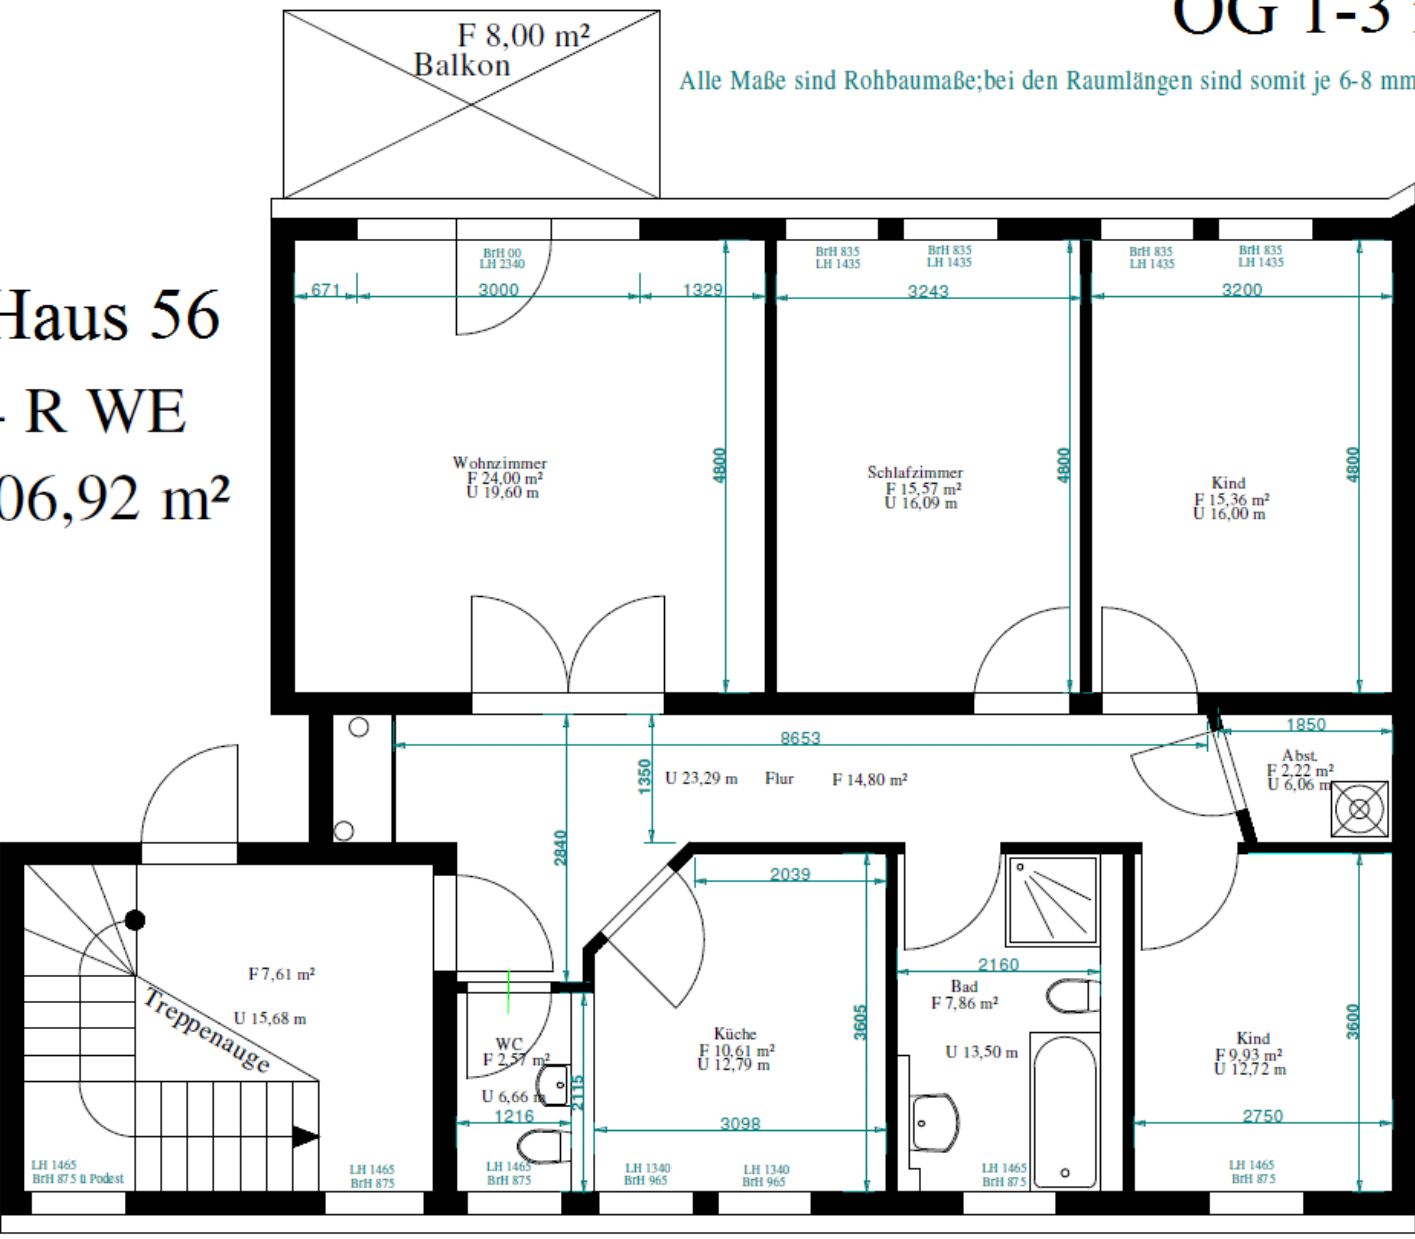 OG 1-3
F 8,00 m²
Balkon
Alle Maße sind Rohbaumaße;bei den Raumlängen sind somit je 6-8 mm
Haus 56
R WE
06,92 m²
BrH 00
LH 2340
BrH 835
LH 1435
BrH 835
LH 1435
BrH 835
LH 1435
BrH 835
LH 1435
671
3000
1329
3243
3200
4800
4800
4800
Wohnzimmer
F 24,00 m²
U 19,60 m
Schlafzimmer
F 15,57 m²
U 16,09 m
Kind
F 15,36 m²
U 16,00 m
8653
1850
1350
U 23,29 m Flur F 14,80 m²
Abst.
F 2,22 m²
U 6,06 m
2840
2039
2160
F 7,61 m²
U 15,68 m
Treppenauge
WC
F 2,57 m²
U 6,66 m
1216
2115
Küche
F 10,61 m²
U 12,79 m
3605
3098
Bad
F 7,86 m²
U 13,50 m
Kind
F 9,93 m²
U 12,72 m
3600
2750
LH 1465
BrH 875 ü Podest
LH 1465
BrH 875
LH 1465
BrH 875
LH 1340
BrH 965
LH 1340
BrH 965
LH 1465
BrH 875
LH 1465
BrH 875